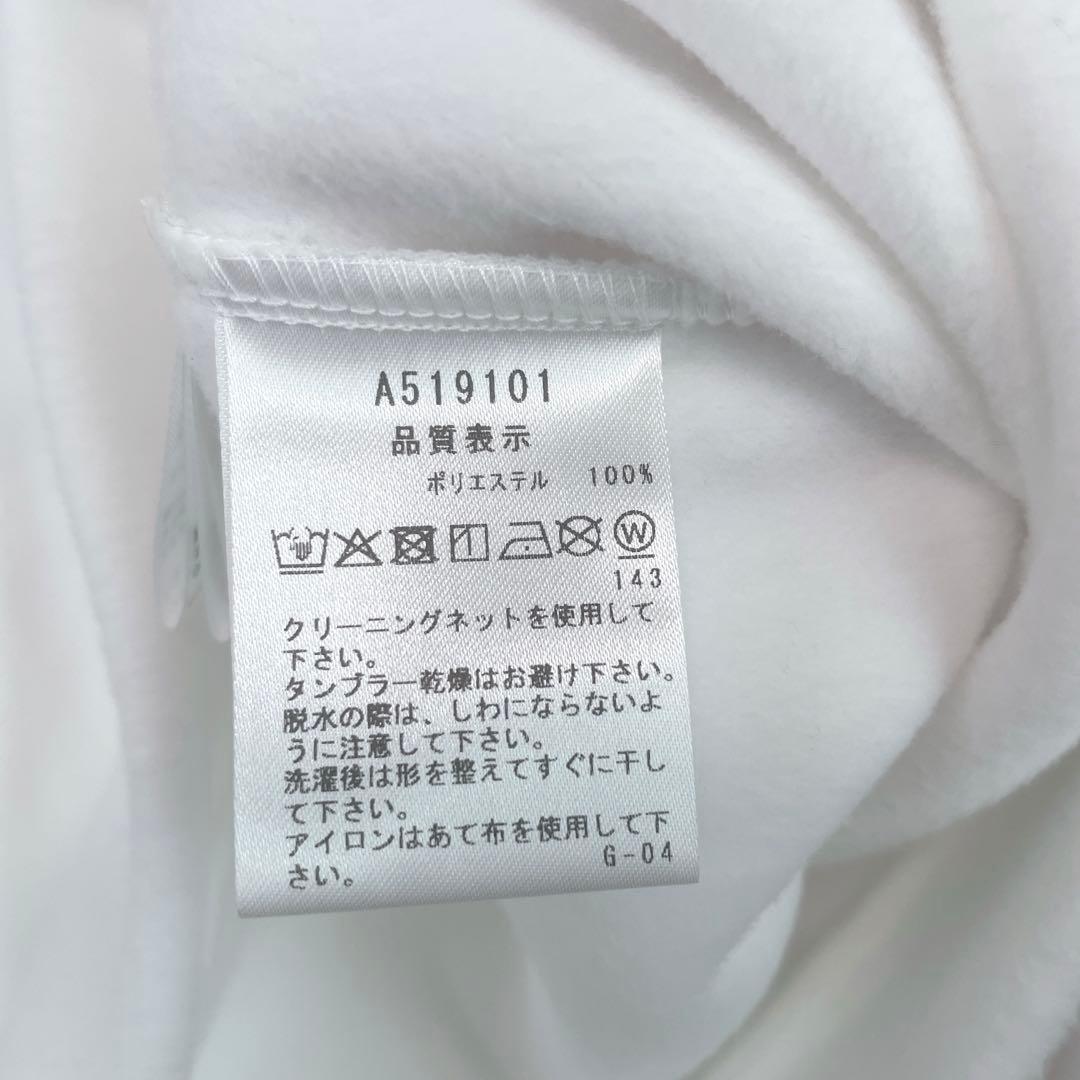 A519101
品質表示
ポリエステル 100%
W
143
クリーニングネットを使用して
下さい。
タンブラー乾燥はお避け下さい。
脱水の際は、しわにならないよ
うに注意して下さい。
洗濯後は形を整えてすぐに干し
て下さい。
アイロンはあて布を使用して下
さい。
G-04